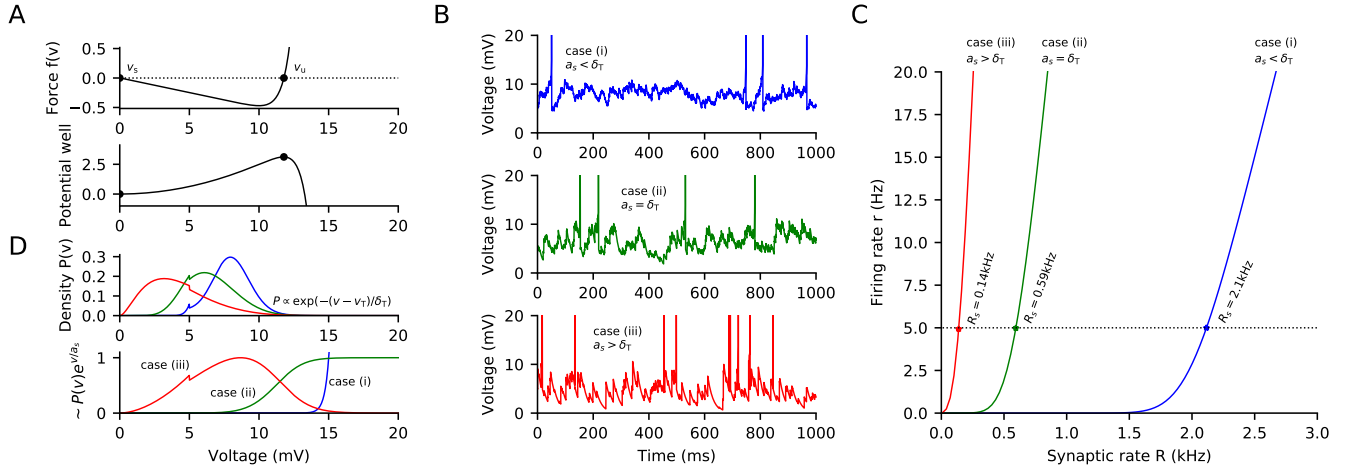 A
Force f(v)
0.5
0.0
−0.5
v_s
v_u
0 5 10 15 20
Potential well
2.5
0.0
0 5 10 15 20
D
Density P(v)
0.3
0.2
0.1
0.0
P ∝ exp(−(v − v_T)/δ_T)
0 5 10 15 20
~ P(v)e^{v/a_s}
1
0
case (iii)
case (ii)
case (i)
0 5 10 15 20
Voltage (mV)
B
Voltage (mV)
20
10
0
case (i)
a_s < δ_T
0 200 400 600 800 1000
Voltage (mV)
20
10
0
case (ii)
a_s = δ_T
0 200 400 600 800 1000
Voltage (mV)
20
10
0
case (iii)
a_s > δ_T
0 200 400 600 800 1000
Time (ms)
C
case (iii)
a_s > δ_T
case (ii)
a_s = δ_T
case (i)
a_s < δ_T
Firing rate r (Hz)
20.0
17.5
15.0
12.5
10.0
7.5
5.0
2.5
0.0
R_s = 0.14kHz
R_s = 0.59kHz
R_s = 2.1kHz
0.0 0.5 1.0 1.5 2.0 2.5 3.0
Synaptic rate R (kHz)